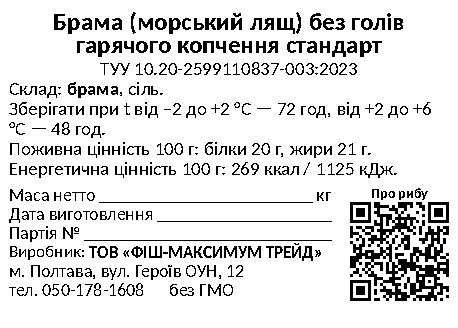 Брама (морський лящ) без голів
гарячого копчення стандарт
ТУУ 10.20-2599110837-003:2023
Склад: брама, сіль.
Зберігати при t від –2 до +2 °С — 72 год, від +2 до +6
°С — 48 год.
Поживна цінність 100 г: білки 20 г, жири 21 г.
Енергетична цінність 100 г: 269 ккал / 1125 кДж.
Маса нетто ________________________ кг
Про рибу
Дата виготовлення ___________________
Партія № ___________________________
Виробник: ТОВ «ФІШ-МАКСИМУМ ТРЕЙД»
м. Полтава, вул. Героїв ОУН, 12
тел. 050-178-1608 без ГМО